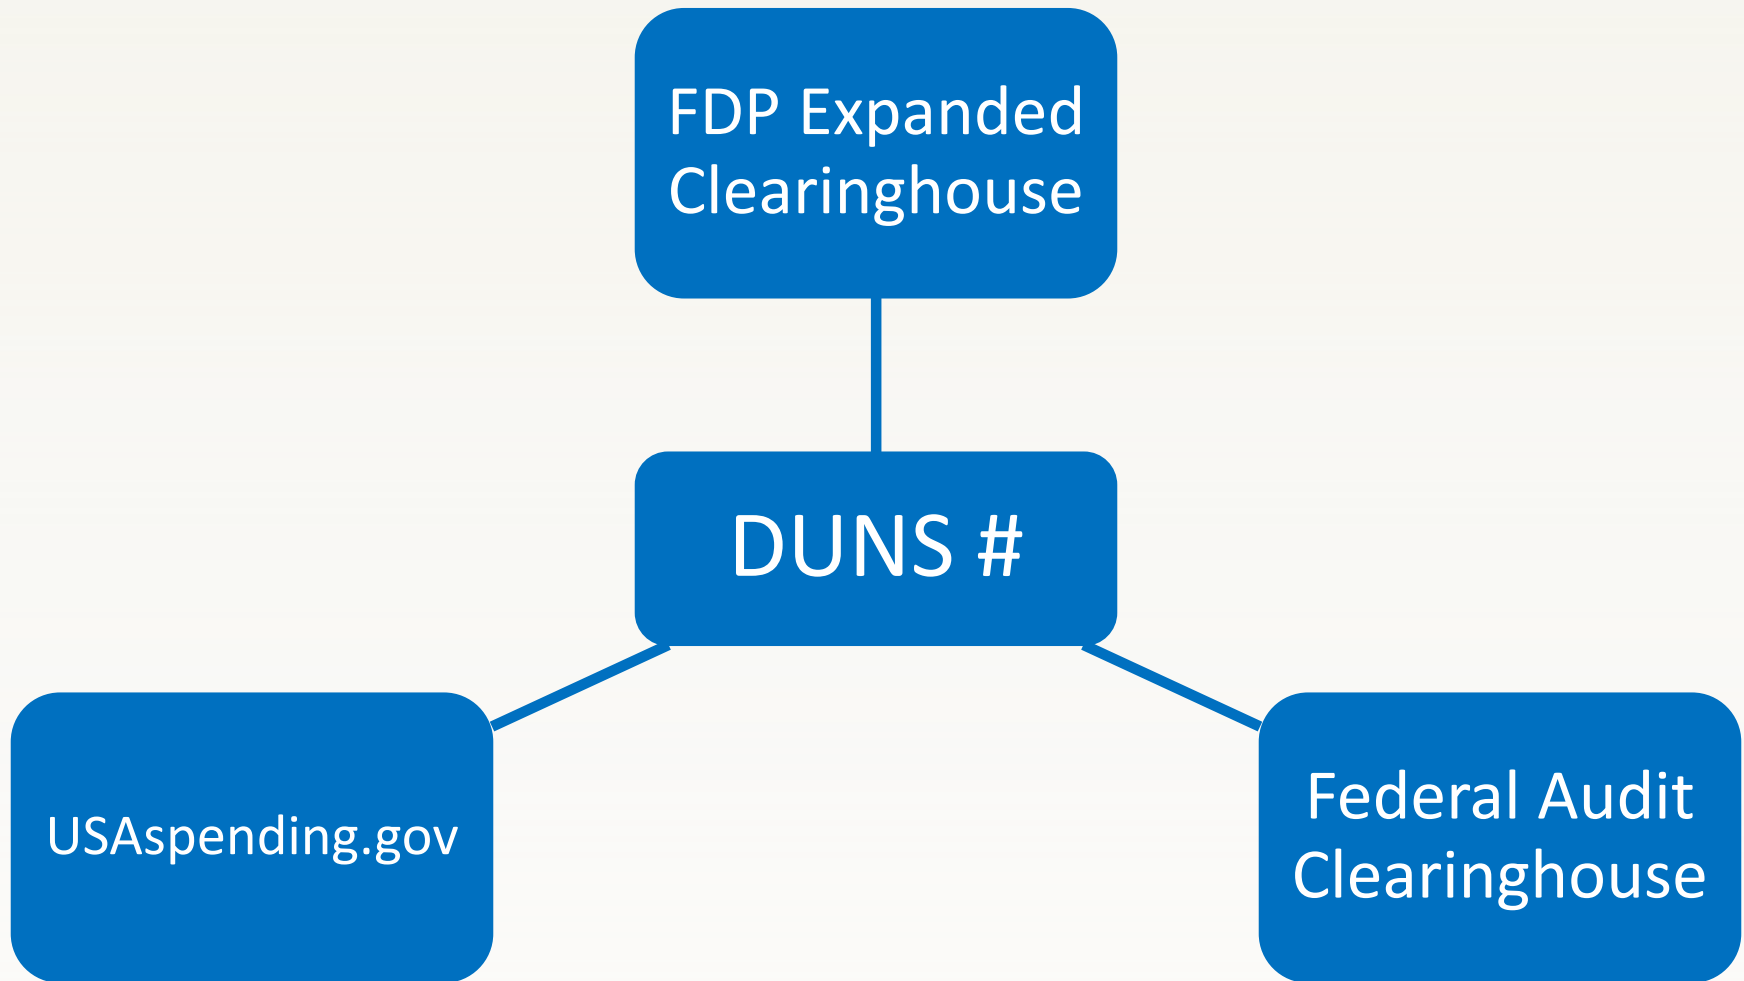 FDP Expanded
Clearinghouse
DUNS #
USAspending.gov
Federal Audit
Clearinghouse